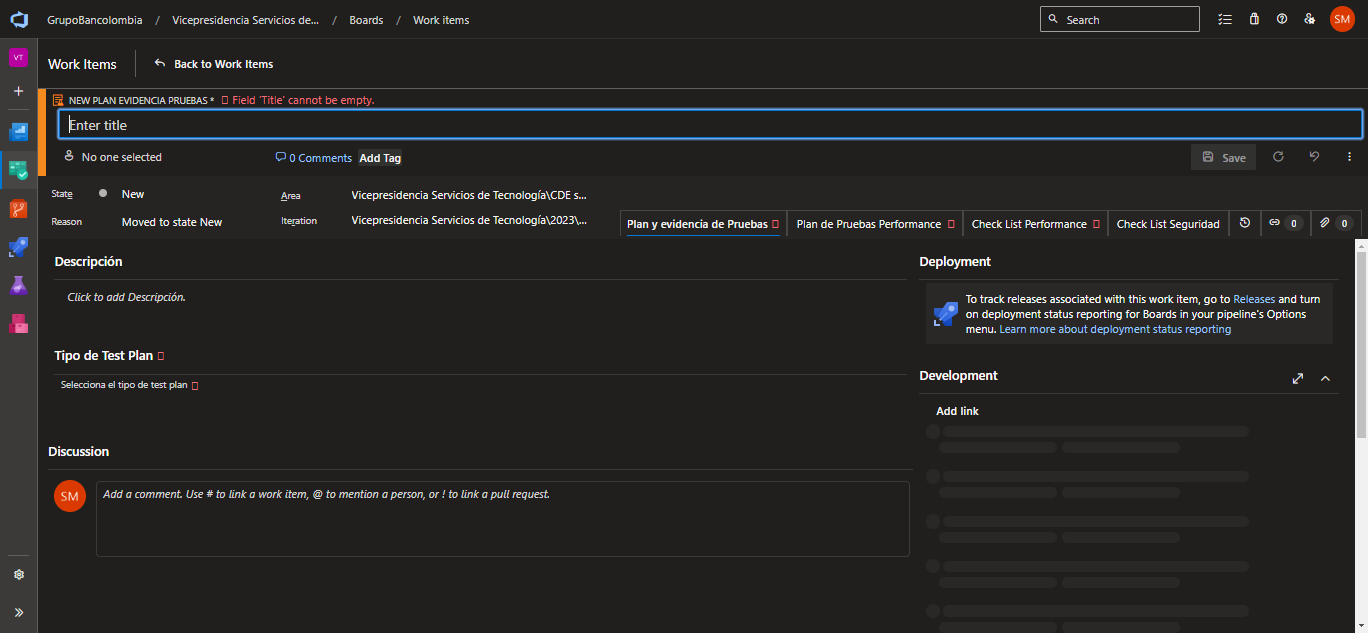 GrupoBancolombia / Vicepresidencia Servicios de... / Boards / Work items
Search
SM
VT
Work Items
Back to Work Items
NEW PLAN EVIDENCIA PRUEBAS * Field 'Title' cannot be empty.
Enter title
No one selected
0 Comments
Add Tag
Save
State
New
Area
Vicepresidencia Servicios de Tecnología\CDE s...
Reason
Moved to state New
Iteration
Vicepresidencia Servicios de Tecnología\2023\...
Plan y evidencia de Pruebas
Plan de Pruebas Performance
Check List Performance
Check List Seguridad
0
0
Descripción
Click to add Descripción.
Tipo de Test Plan
Selecciona el tipo de test plan
Discussion
SM
Add a comment. Use # to link a work item, @ to mention a person, or ! to link a pull request.
Deployment
To track releases associated with this work item, go to Releases and turn
on deployment status reporting for Boards in your pipeline's Options
menu. Learn more about deployment status reporting
Development
Add link